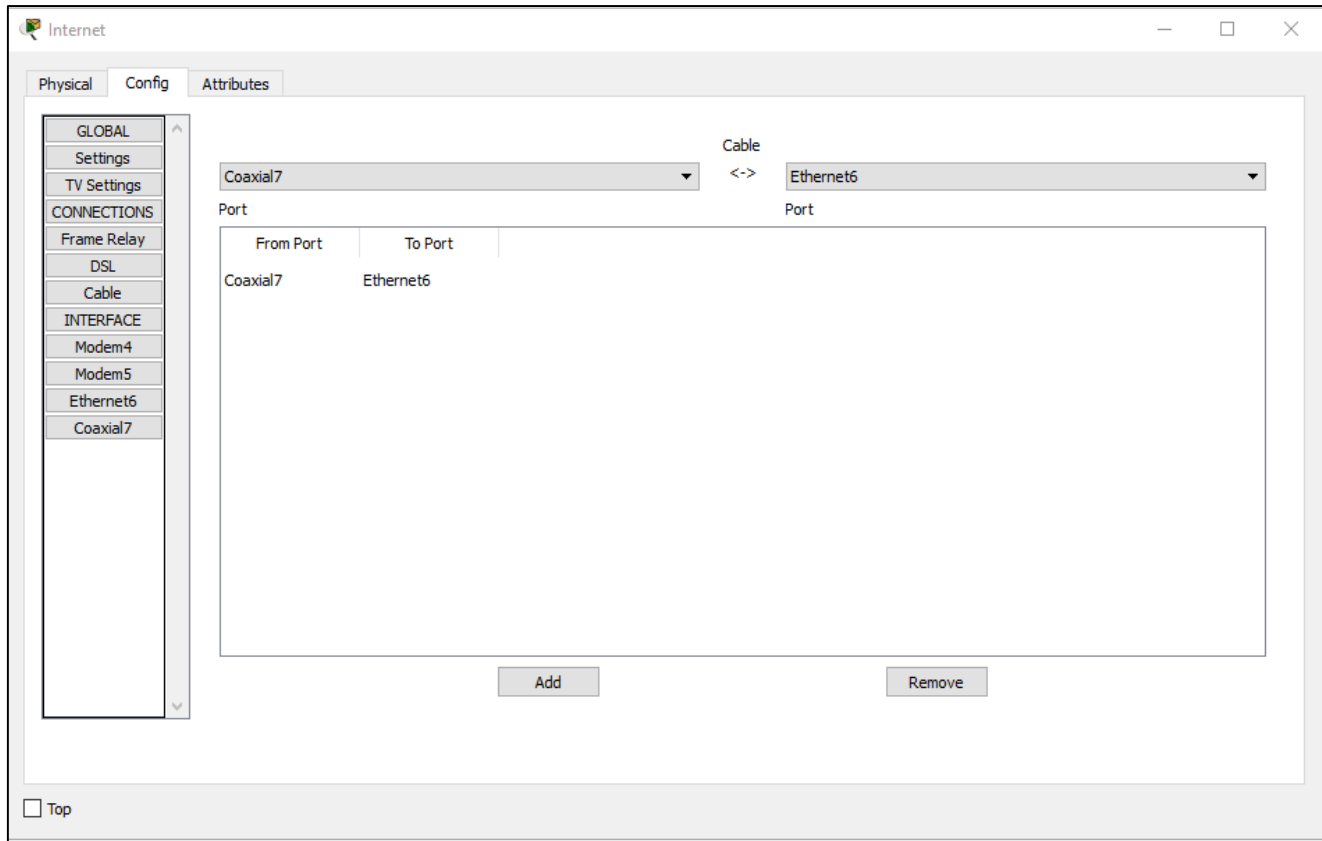 Internet
Physical Config Attributes
GLOBAL
Settings
TV Settings
CONNECTIONS
Frame Relay
DSL
Cable
INTERFACE
Modem4
Modem5
Ethernet6
Coaxial7
Cable
Coaxial7 <-> Ethernet6
Port Port
From Port To Port
Coaxial7 Ethernet6
Add Remove
Top